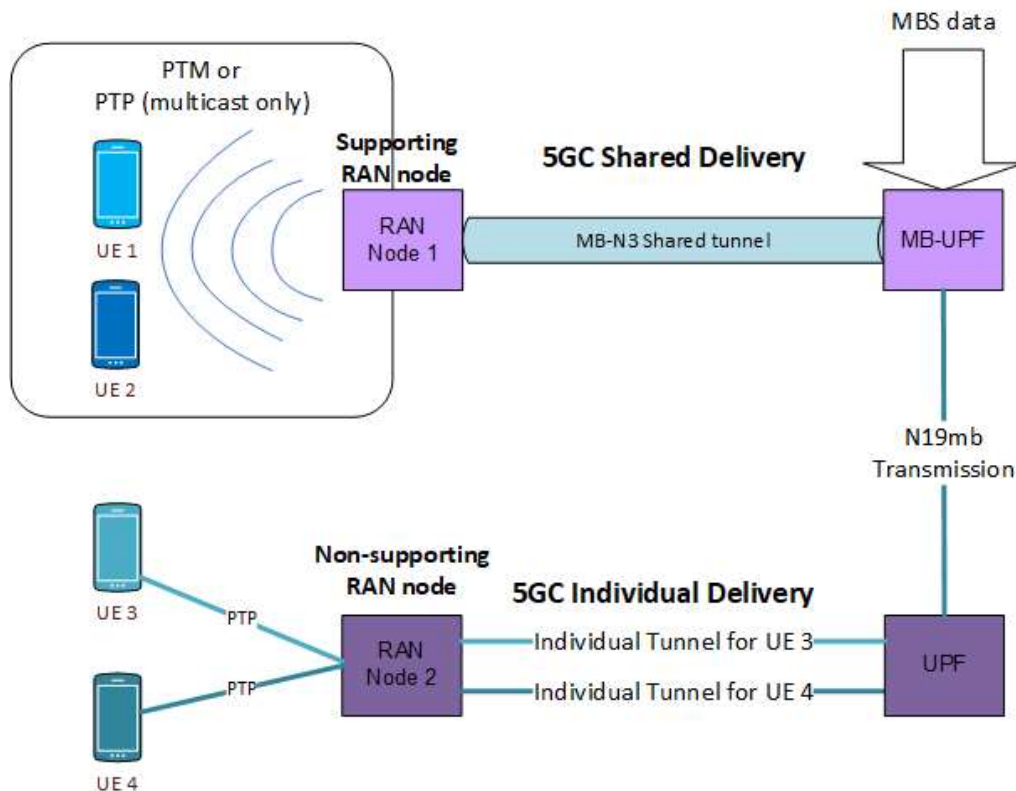 MBS data
PTM or
PTP (multicast only)
Supporting
RAN node
5GC Shared Delivery
UE 1
RAN
Node 1
MB-N3 Shared tunnel
MB-UPF
UE 2
N19mb
Transmission
Non-supporting
RAN node
5GC Individual Delivery
UE 3
PTP
RAN
Node 2
Individual Tunnel for UE 3
UPF
PTP
Individual Tunnel for UE 4
UE 4